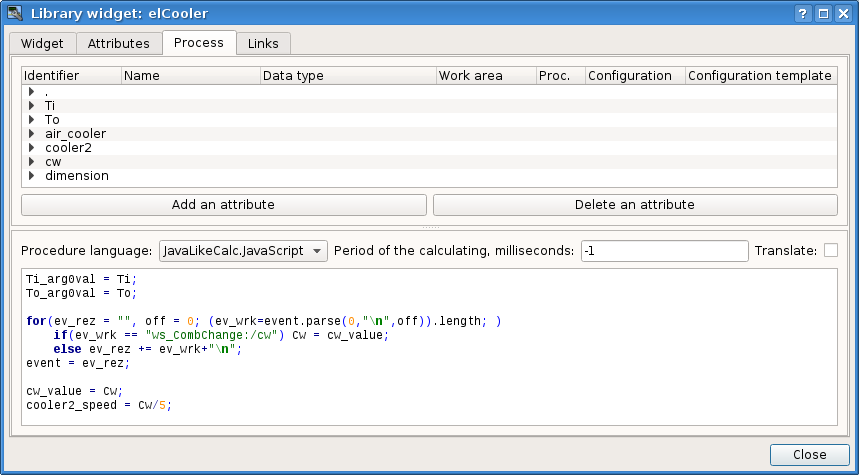 Library widget: elCooler
Widget Attributes Process Links
Identifier Name Data type Work area Proc. Configuration Configuration template
.
Ti
To
air_cooler
cooler2
cw
dimension
Add an attribute Delete an attribute
Procedure language: JavaLikeCalc.JavaScript Period of the calculating, milliseconds: -1 Translate:
Ti_arg0val = Ti;
To_arg0val = To;
for(ev_rez = "", off = 0; (ev_wrk=event.parse(0,"\n",off)).length; )
    if(ev_wrk == "ws_CombChange:/cw") Cw = cw_value;
    else ev_rez += ev_wrk+"\n";
event = ev_rez;
cw_value = Cw;
cooler2_speed = Cw/5;
Close